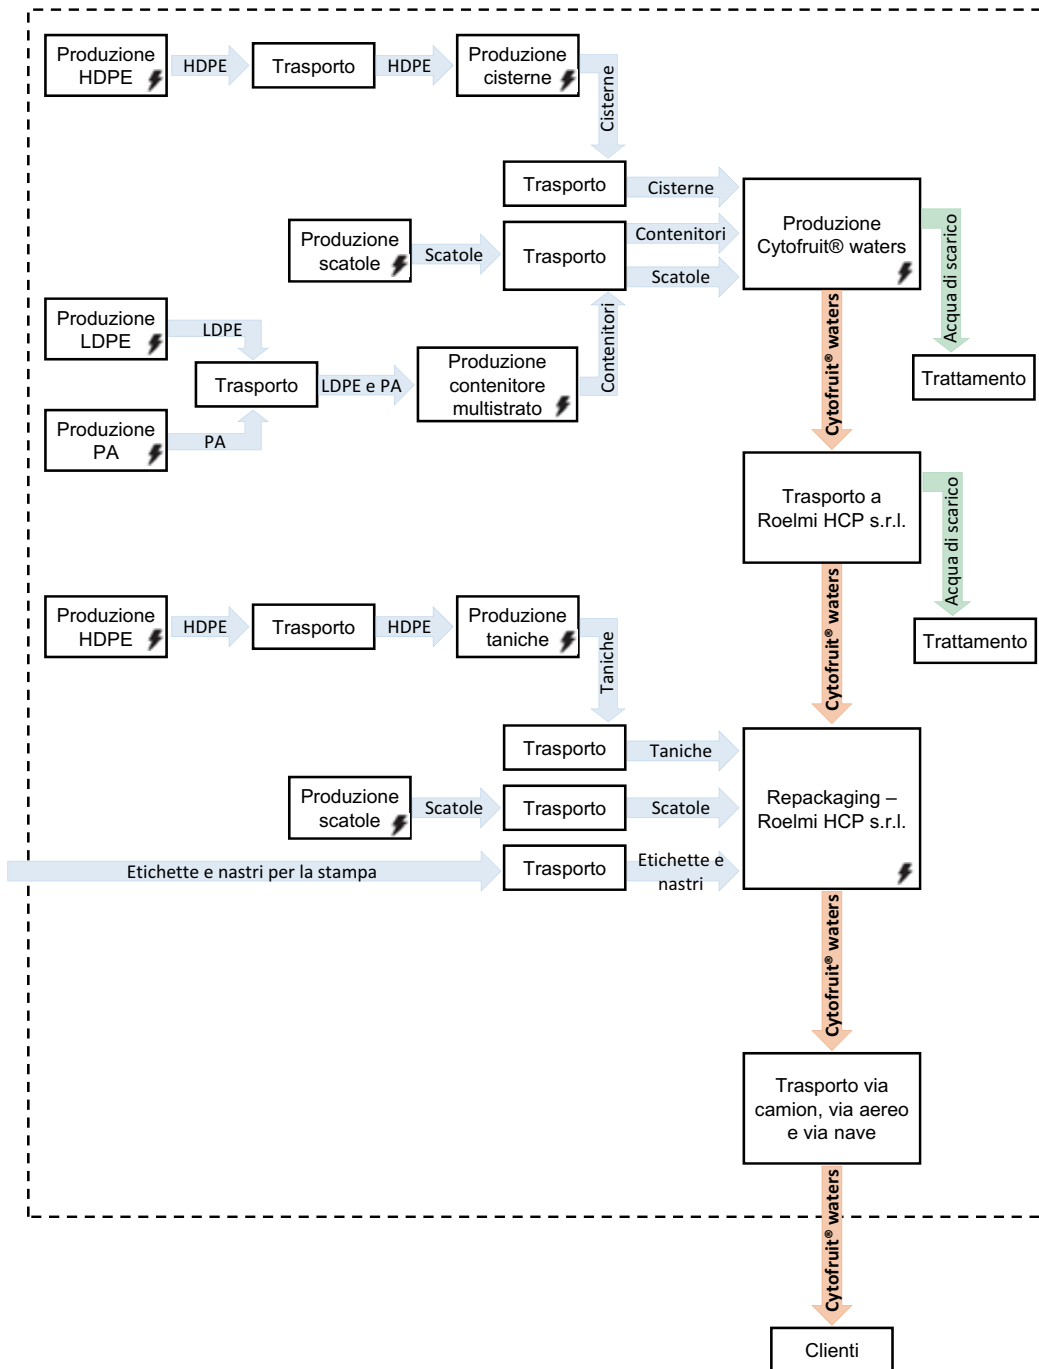 Produzione
HDPE
HDPE
Trasporto
HDPE
Produzione
cisterne
Cisterne
Trasporto
Cisterne
Produzione
scatole
Scatole
Trasporto
Contenitori
Scatole
Produzione
Cytofruit® waters
Acqua di scarico
Trattamento
Produzione
LDPE
LDPE
Trasporto
LDPE e PA
Produzione
contenitore
multistrato
Contenitori
Produzione
PA
PA
Cytofruit® waters
Trasporto a
Roelmi HCP s.r.l.
Acqua di scarico
Trattamento
Cytofruit® waters
Produzione
HDPE
HDPE
Trasporto
HDPE
Produzione
taniche
Taniche
Trasporto
Taniche
Produzione
scatole
Scatole
Trasporto
Scatole
Repackaging –
Roelmi HCP s.r.l.
Etichette e nastri per la stampa
Trasporto
Etichette e
nastri
Cytofruit® waters
Trasporto via
camion, via aereo
e via nave
Cytofruit® waters
Clienti